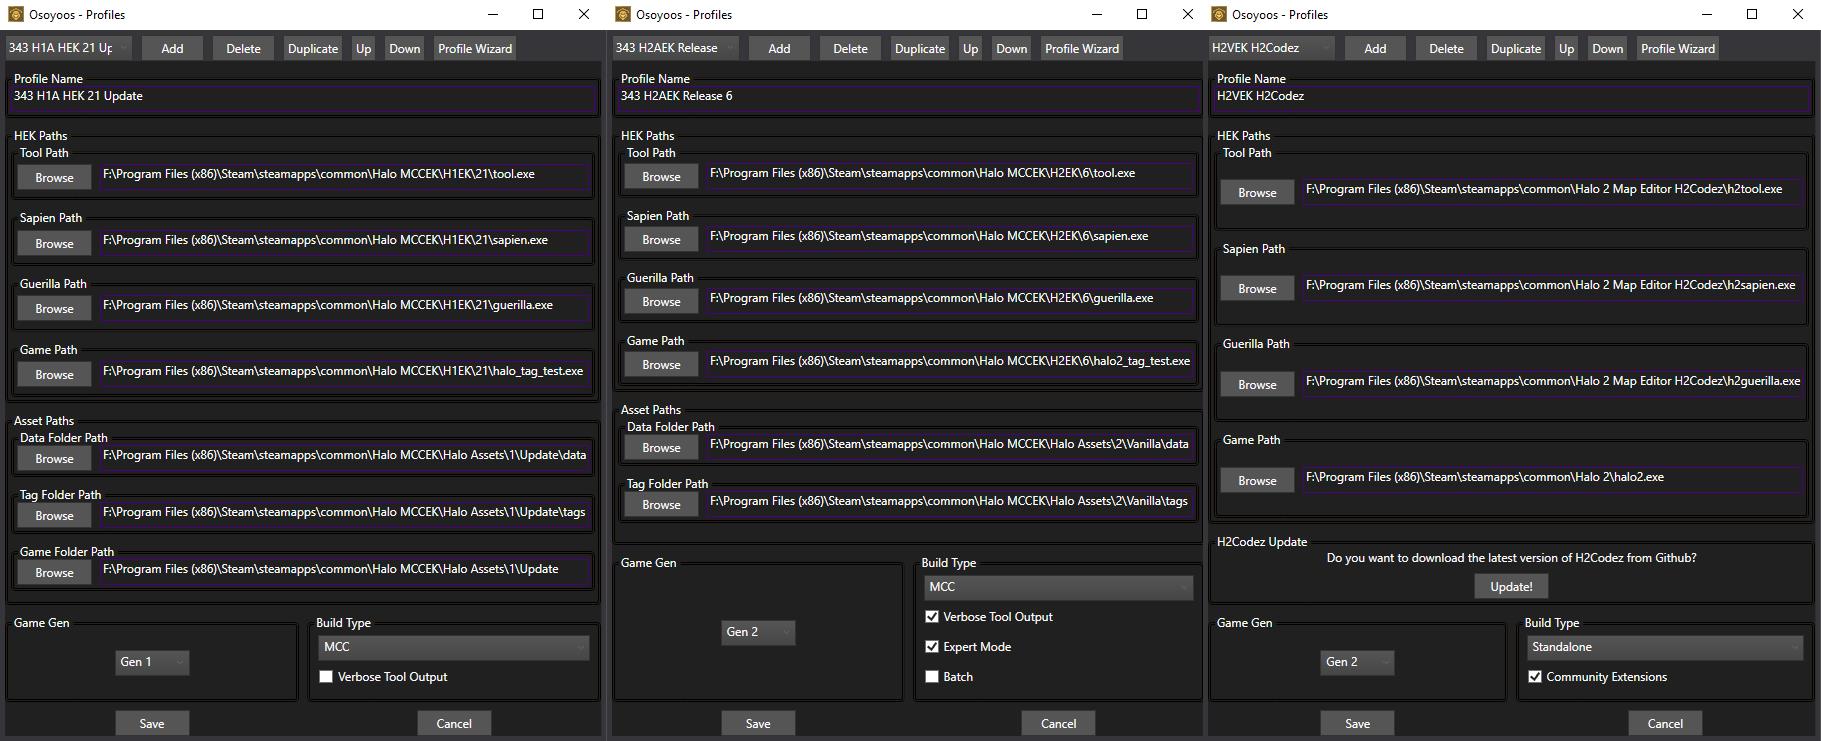 Osoyoos - Profiles
343 H1A HEK 21 Up
Add
Delete
Duplicate
Up
Down
Profile Wizard
Profile Name
343 H1A HEK 21 Update
HEK Paths
Tool Path
Browse
F:\Program Files (x86)\Steam\steamapps\common\Halo MCCEK\H1EK\21\tool.exe
Sapien Path
Browse
F:\Program Files (x86)\Steam\steamapps\common\Halo MCCEK\H1EK\21\sapien.exe
Guerilla Path
Browse
F:\Program Files (x86)\Steam\steamapps\common\Halo MCCEK\H1EK\21\guerilla.exe
Game Path
Browse
F:\Program Files (x86)\Steam\steamapps\common\Halo MCCEK\H1EK\21\halo_tag_test.exe
Asset Paths
Data Folder Path
Browse
F:\Program Files (x86)\Steam\steamapps\common\Halo MCCEK\Halo Assets\1\Update\data
Tag Folder Path
Browse
F:\Program Files (x86)\Steam\steamapps\common\Halo MCCEK\Halo Assets\1\Update\tags
Game Folder Path
Browse
F:\Program Files (x86)\Steam\steamapps\common\Halo MCCEK\Halo Assets\1\Update
Game Gen
Gen 1
Build Type
MCC
Verbose Tool Output
Save
Cancel
Osoyoos - Profiles
343 H2AEK Release
Add
Delete
Duplicate
Up
Down
Profile Wizard
Profile Name
343 H2AEK Release 6
HEK Paths
Tool Path
Browse
F:\Program Files (x86)\Steam\steamapps\common\Halo MCCEK\H2EK\6\tool.exe
Sapien Path
Browse
F:\Program Files (x86)\Steam\steamapps\common\Halo MCCEK\H2EK\6\sapien.exe
Guerilla Path
Browse
F:\Program Files (x86)\Steam\steamapps\common\Halo MCCEK\H2EK\6\guerilla.exe
Game Path
Browse
F:\Program Files (x86)\Steam\steamapps\common\Halo MCCEK\H2EK\6\halo2_tag_test.exe
Asset Paths
Data Folder Path
Browse
F:\Program Files (x86)\Steam\steamapps\common\Halo MCCEK\Halo Assets\2\Vanilla\data
Tag Folder Path
Browse
F:\Program Files (x86)\Steam\steamapps\common\Halo MCCEK\Halo Assets\2\Vanilla\tags
Game Gen
Gen 2
Build Type
MCC
Verbose Tool Output
Expert Mode
Batch
Save
Cancel
Osoyoos - Profiles
H2VEK H2Codez
Add
Delete
Duplicate
Up
Down
Profile Wizard
Profile Name
H2VEK H2Codez
HEK Paths
Tool Path
Browse
F:\Program Files (x86)\Steam\steamapps\common\Halo 2 Map Editor H2Codez\h2tool.exe
Sapien Path
Browse
F:\Program Files (x86)\Steam\steamapps\common\Halo 2 Map Editor H2Codez\h2sapien.exe
Guerilla Path
Browse
F:\Program Files (x86)\Steam\steamapps\common\Halo 2 Map Editor H2Codez\h2guerilla.exe
Game Path
Browse
F:\Program Files (x86)\Steam\steamapps\common\Halo 2\halo2.exe
H2Codez Update
Do you want to download the latest version of H2Codez from Github?
Update!
Game Gen
Gen 2
Build Type
Standalone
Community Extensions
Save
Cancel